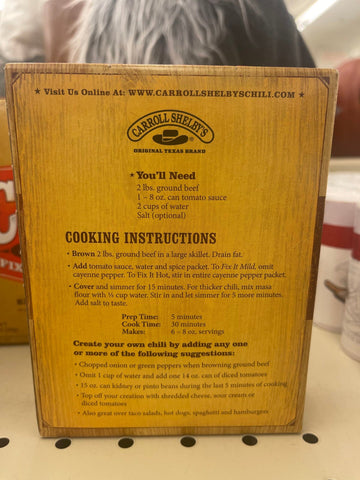 ★ Visit Us Online At: WWW.CARROLLSHELBYSCHILI.COM ★
CARROLL SHELBY'S
ORIGINAL TEXAS BRAND
★ You'll Need
2 lbs. ground beef
1 – 8 oz. can tomato sauce
2 cups of water
Salt (optional)
COOKING INSTRUCTIONS
• Brown 2 lbs. ground beef in a large skillet. Drain fat.
• Add tomato sauce, water and spice packet. To Fix It Mild, omit
cayenne pepper. To Fix It Hot, stir in entire cayenne pepper packet.
• Cover and simmer for 15 minutes. For thicker chili, mix masa
flour with ⅓ cup water. Stir in and let simmer for 5 more minutes.
Add salt to taste.
Prep Time: 5 minutes
Cook Time: 30 minutes
Makes: 6 – 8 oz. servings
Create your own chili by adding any one
or more of the following suggestions:
• Chopped onion or green peppers when browning ground beef
• Omit 1 cup of water and add one 14 oz. can of diced tomatoes
• 15 oz. can kidney or pinto beans during the last 5 minutes of cooking
• Top off your creation with shredded cheese, sour cream or
diced tomatoes
• Also great over taco salads, hot dogs, spaghetti and hamburgers